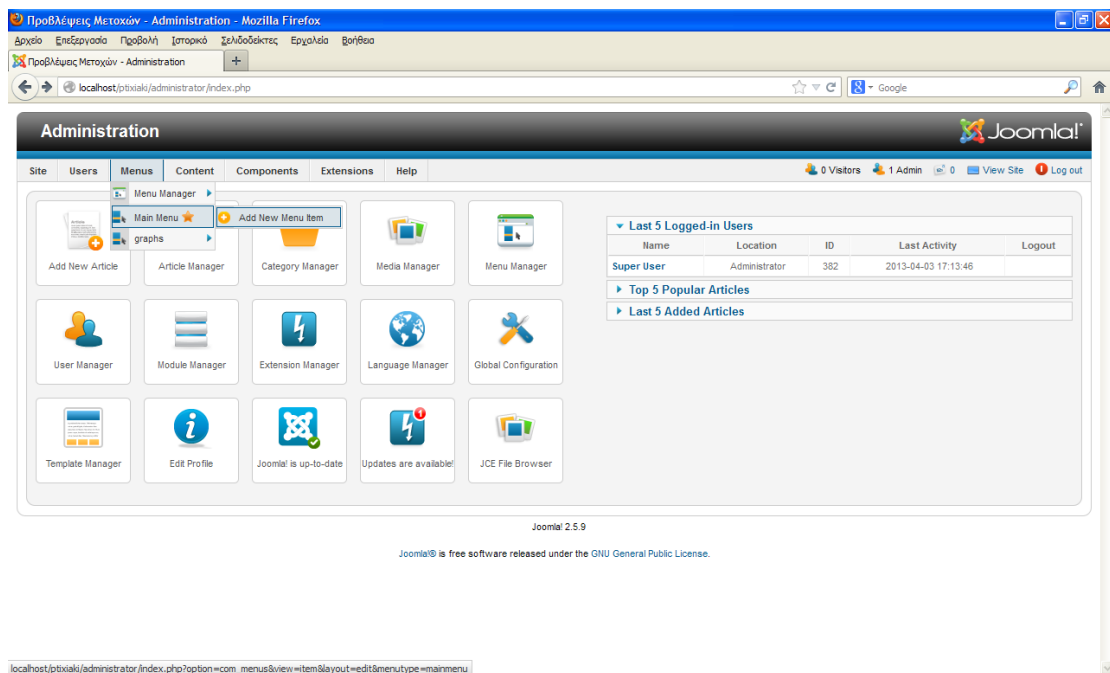 Προβλέψεις Μετοχών - Administration - Mozilla Firefox
Αρχείο Επεξεργασία Προβολή Ιστορικό Σελιδοδείκτες Εργαλεία Βοήθεια
Προβλέψεις Μετοχών - Administration
localhost/ptixiaki/administrator/index.php
Google
Administration
Joomla!
Site Users Menus Content Components Extensions Help
0 Visitors 1 Admin 0 View Site Log out
Menu Manager
Main Menu
Add New Menu Item
graphs
Add New Article
Article Manager
Category Manager
Media Manager
Menu Manager
User Manager
Module Manager
Extension Manager
Language Manager
Global Configuration
Template Manager
Edit Profile
Joomla! is up-to-date
Updates are available!
JCE File Browser
Last 5 Logged-in Users
Name Location ID Last Activity Logout
Super User Administrator 382 2013-04-03 17:13:46
Top 5 Popular Articles
Last 5 Added Articles
Joomla! 2.5.9
Joomla!® is free software released under the GNU General Public License.
localhost/ptixiaki/administrator/index.php?option=com_menus&view=item&layout=edit&menutype=mainmenu